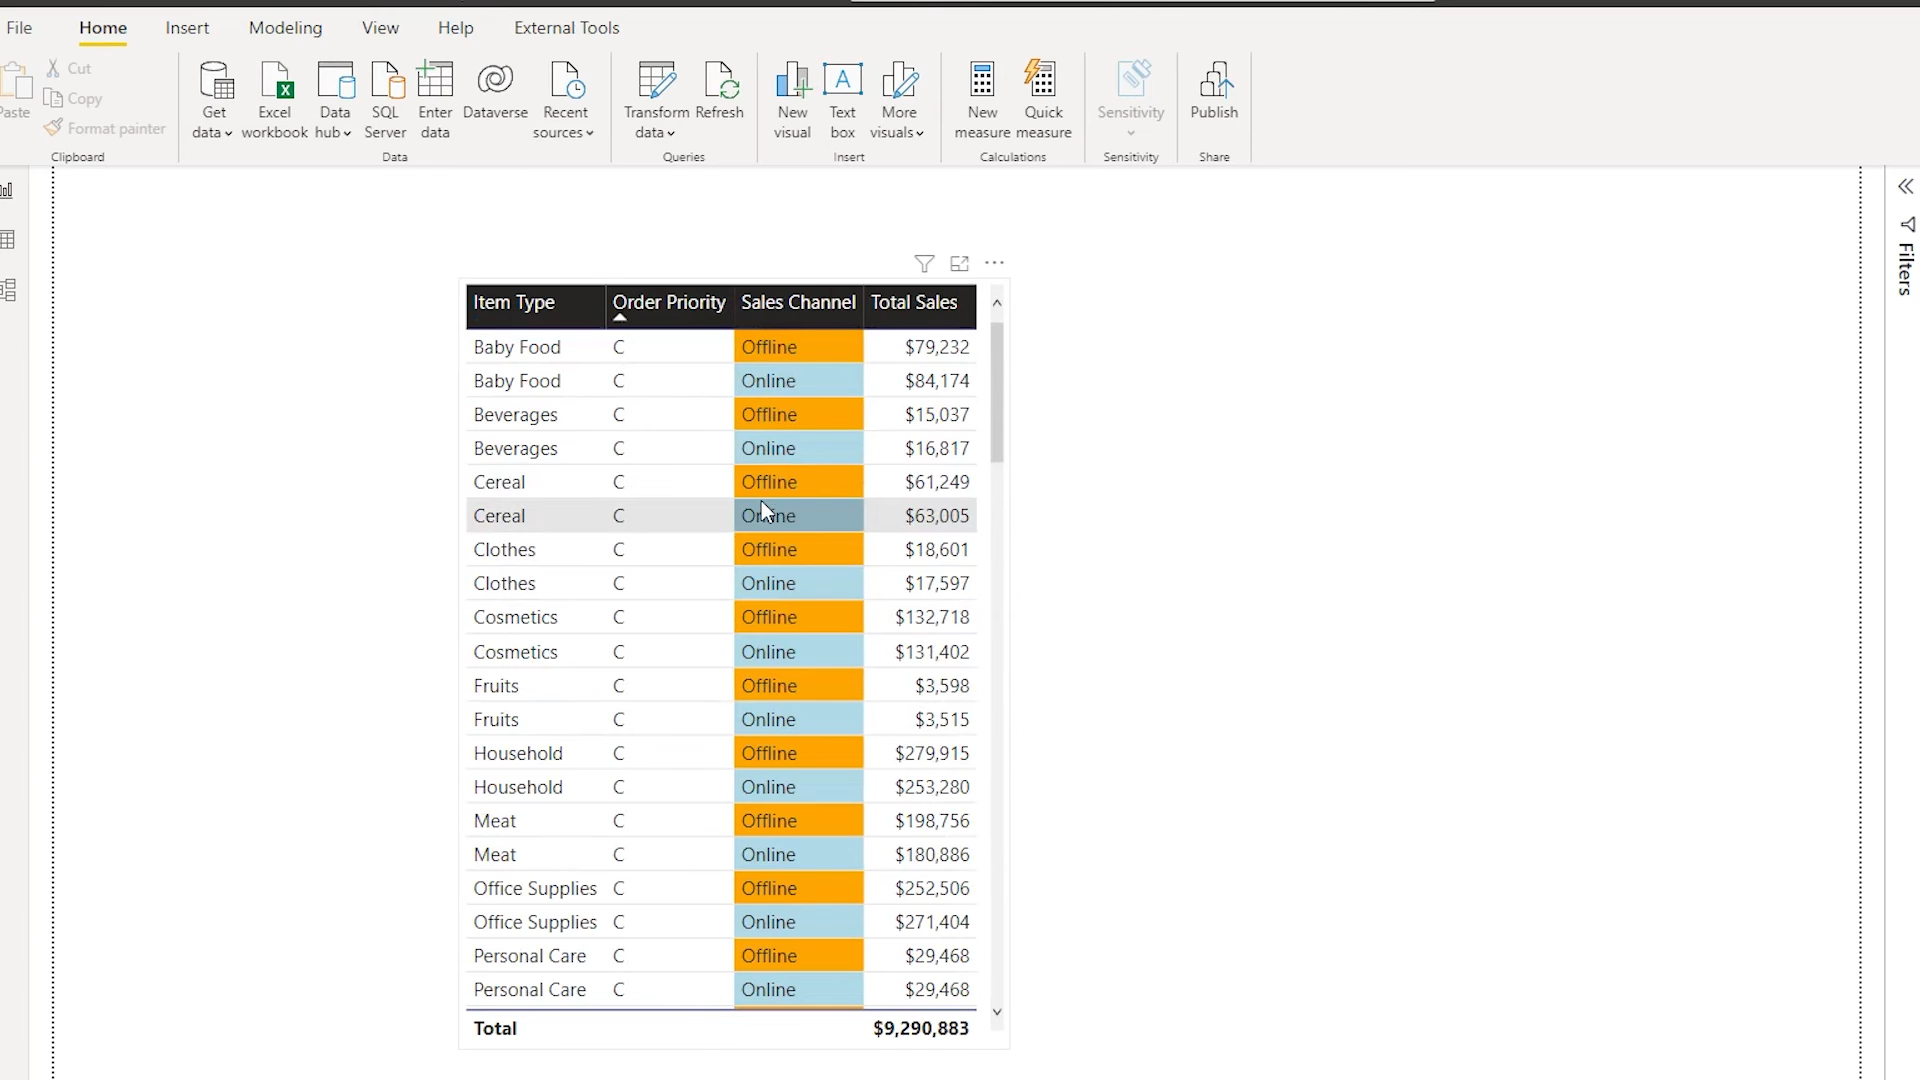 File Home Insert Modeling View Help External Tools
Paste
Cut
Copy
Format painter
Clipboard
Get data
Excel workbook
Data hub
SQL Server
Enter data
Dataverse
Recent sources
Data
Transform data
Refresh
Queries
New visual
Text box
More visuals
Insert
New measure
Quick measure
Calculations
Sensitivity
Sensitivity
Publish
Share
Filters
Item Type Order Priority Sales Channel Total Sales
Baby Food C Offline $79,232
Baby Food C Online $84,174
Beverages C Offline $15,037
Beverages C Online $16,817
Cereal C Offline $61,249
Cereal C Online $63,005
Clothes C Offline $18,601
Clothes C Online $17,597
Cosmetics C Offline $132,718
Cosmetics C Online $131,402
Fruits C Offline $3,598
Fruits C Online $3,515
Household C Offline $279,915
Household C Online $253,280
Meat C Offline $198,756
Meat C Online $180,886
Office Supplies C Offline $252,506
Office Supplies C Online $271,404
Personal Care C Offline $29,468
Personal Care C Online $29,468
Total $9,290,883